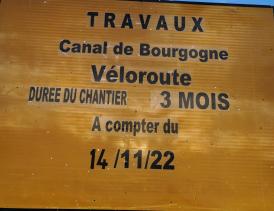 TRAVAUX
Canal de Bourgogne
Véloroute
DUREE DU CHANTIER 3 MOIS
A compter du
14/11/22